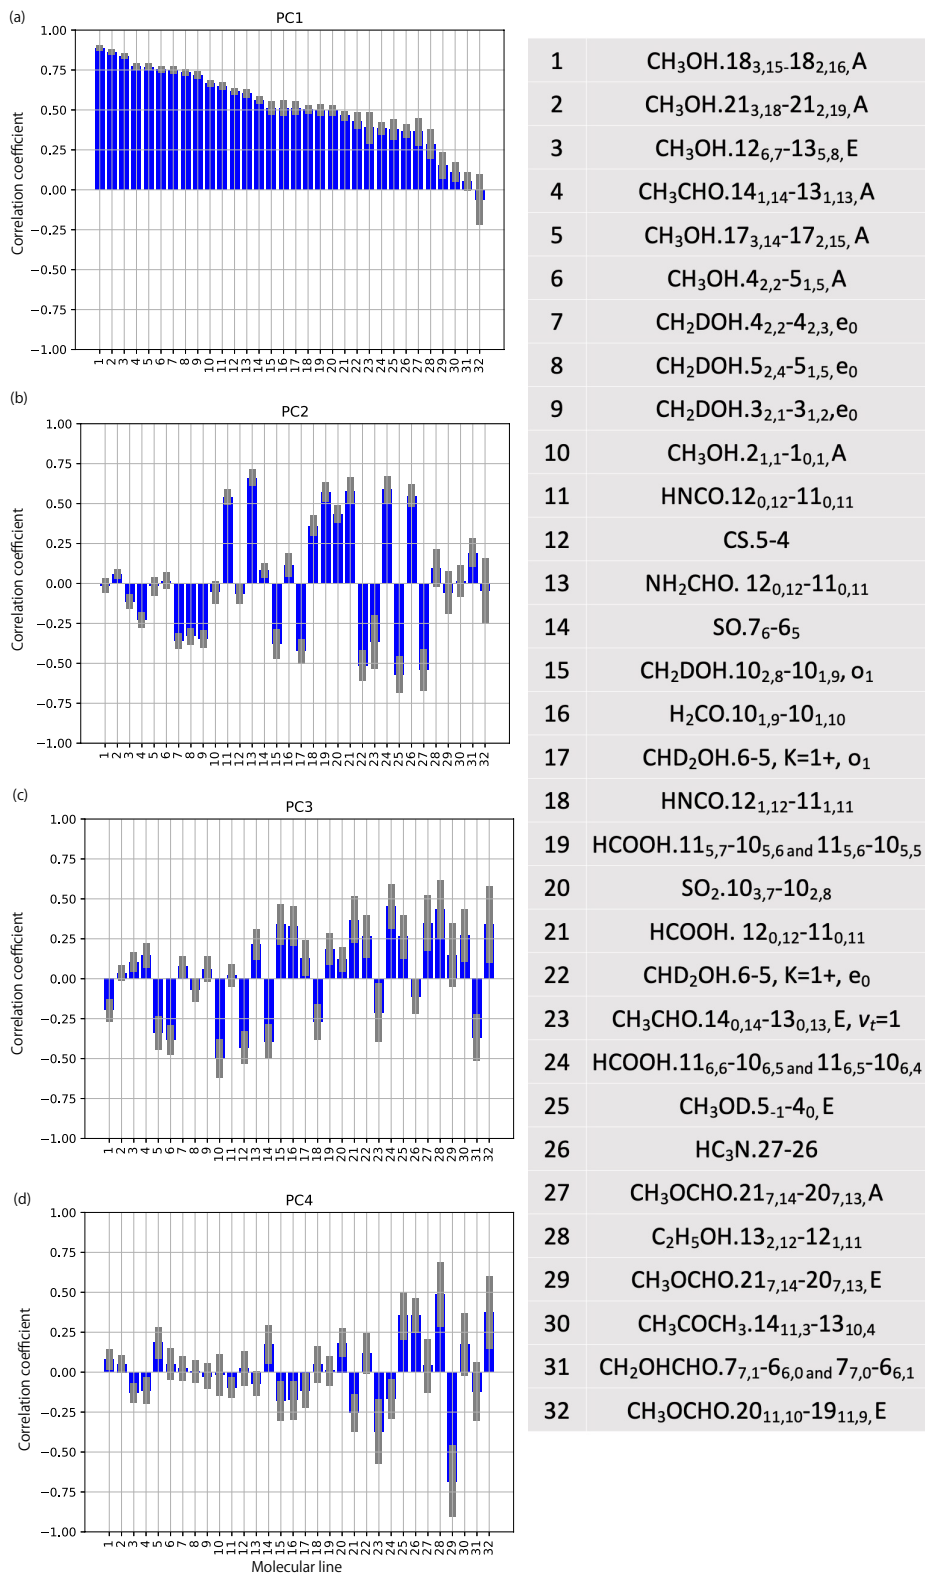 (a)
PC1
Correlation coefficient
1.00
0.75
0.50
0.25
0.00
−0.25
−0.50
−0.75
−1.00
1 2 3 4 5 6 7 8 9 10 11 12 13 14 15 16 17 18 19 20 21 22 23 24 25 26 27 28 29 30 31 32
(b)
PC2
Correlation coefficient
1.00
0.75
0.50
0.25
0.00
−0.25
−0.50
−0.75
−1.00
1 2 3 4 5 6 7 8 9 10 11 12 13 14 15 16 17 18 19 20 21 22 23 24 25 26 27 28 29 30 31 32
(c)
PC3
Correlation coefficient
1.00
0.75
0.50
0.25
0.00
−0.25
−0.50
−0.75
−1.00
1 2 3 4 5 6 7 8 9 10 11 12 13 14 15 16 17 18 19 20 21 22 23 24 25 26 27 28 29 30 31 32
(d)
PC4
Correlation coefficient
1.00
0.75
0.50
0.25
0.00
−0.25
−0.50
−0.75
−1.00
1 2 3 4 5 6 7 8 9 10 11 12 13 14 15 16 17 18 19 20 21 22 23 24 25 26 27 28 29 30 31 32
Molecular line
1 CH₃OH.18₃,₁₅-18₂,₁₆, A
2 CH₃OH.21₃,₁₈-21₂,₁₉, A
3 CH₃OH.12₆,₇-13₅,₈, E
4 CH₃CHO.14₁,₁₄-13₁,₁₃, A
5 CH₃OH.17₃,₁₄-17₂,₁₅, A
6 CH₃OH.4₂,₂-5₁,₅, A
7 CH₂DOH.4₂,₂-4₂,₃, e₀
8 CH₂DOH.5₂,₄-5₁,₅, e₀
9 CH₂DOH.3₂,₁-3₁,₂,e₀
10 CH₃OH.2₁,₁-1₀,₁, A
11 HNCO.12₀,₁₂-11₀,₁₁
12 CS.5-4
13 NH₂CHO. 12₀,₁₂-11₀,₁₁
14 SO.7₆-6₅
15 CH₂DOH.10₂,₈-10₁,₉, o₁
16 H₂CO.10₁,₉-10₁,₁₀
17 CHD₂OH.6-5, K=1+, o₁
18 HNCO.12₁,₁₂-11₁,₁₁
19 HCOOH.11₅,₇-10₅,₆ and 11₅,₆-10₅,₅
20 SO₂.10₃,₇-10₂,₈
21 HCOOH. 12₀,₁₂-11₀,₁₁
22 CHD₂OH.6-5, K=1+, e₀
23 CH₃CHO.14₀,₁₄-13₀,₁₃, E, vₜ=1
24 HCOOH.11₆,₆-10₆,₅ and 11₆,₅-10₆,₄
25 CH₃OD.5₋₁-4₀, E
26 HC₃N.27-26
27 CH₃OCHO.21₇,₁₄-20₇,₁₃, A
28 C₂H₅OH.13₂,₁₂-12₁,₁₁
29 CH₃OCHO.21₇,₁₄-20₇,₁₃, E
30 CH₃COCH₃.14₁₁,₃-13₁₀,₄
31 CH₂OHCHO.7₇,₁-6₆,₀ and 7₇,₀-6₆,₁
32 CH₃OCHO.20₁₁,₁₀-19₁₁,₉, E